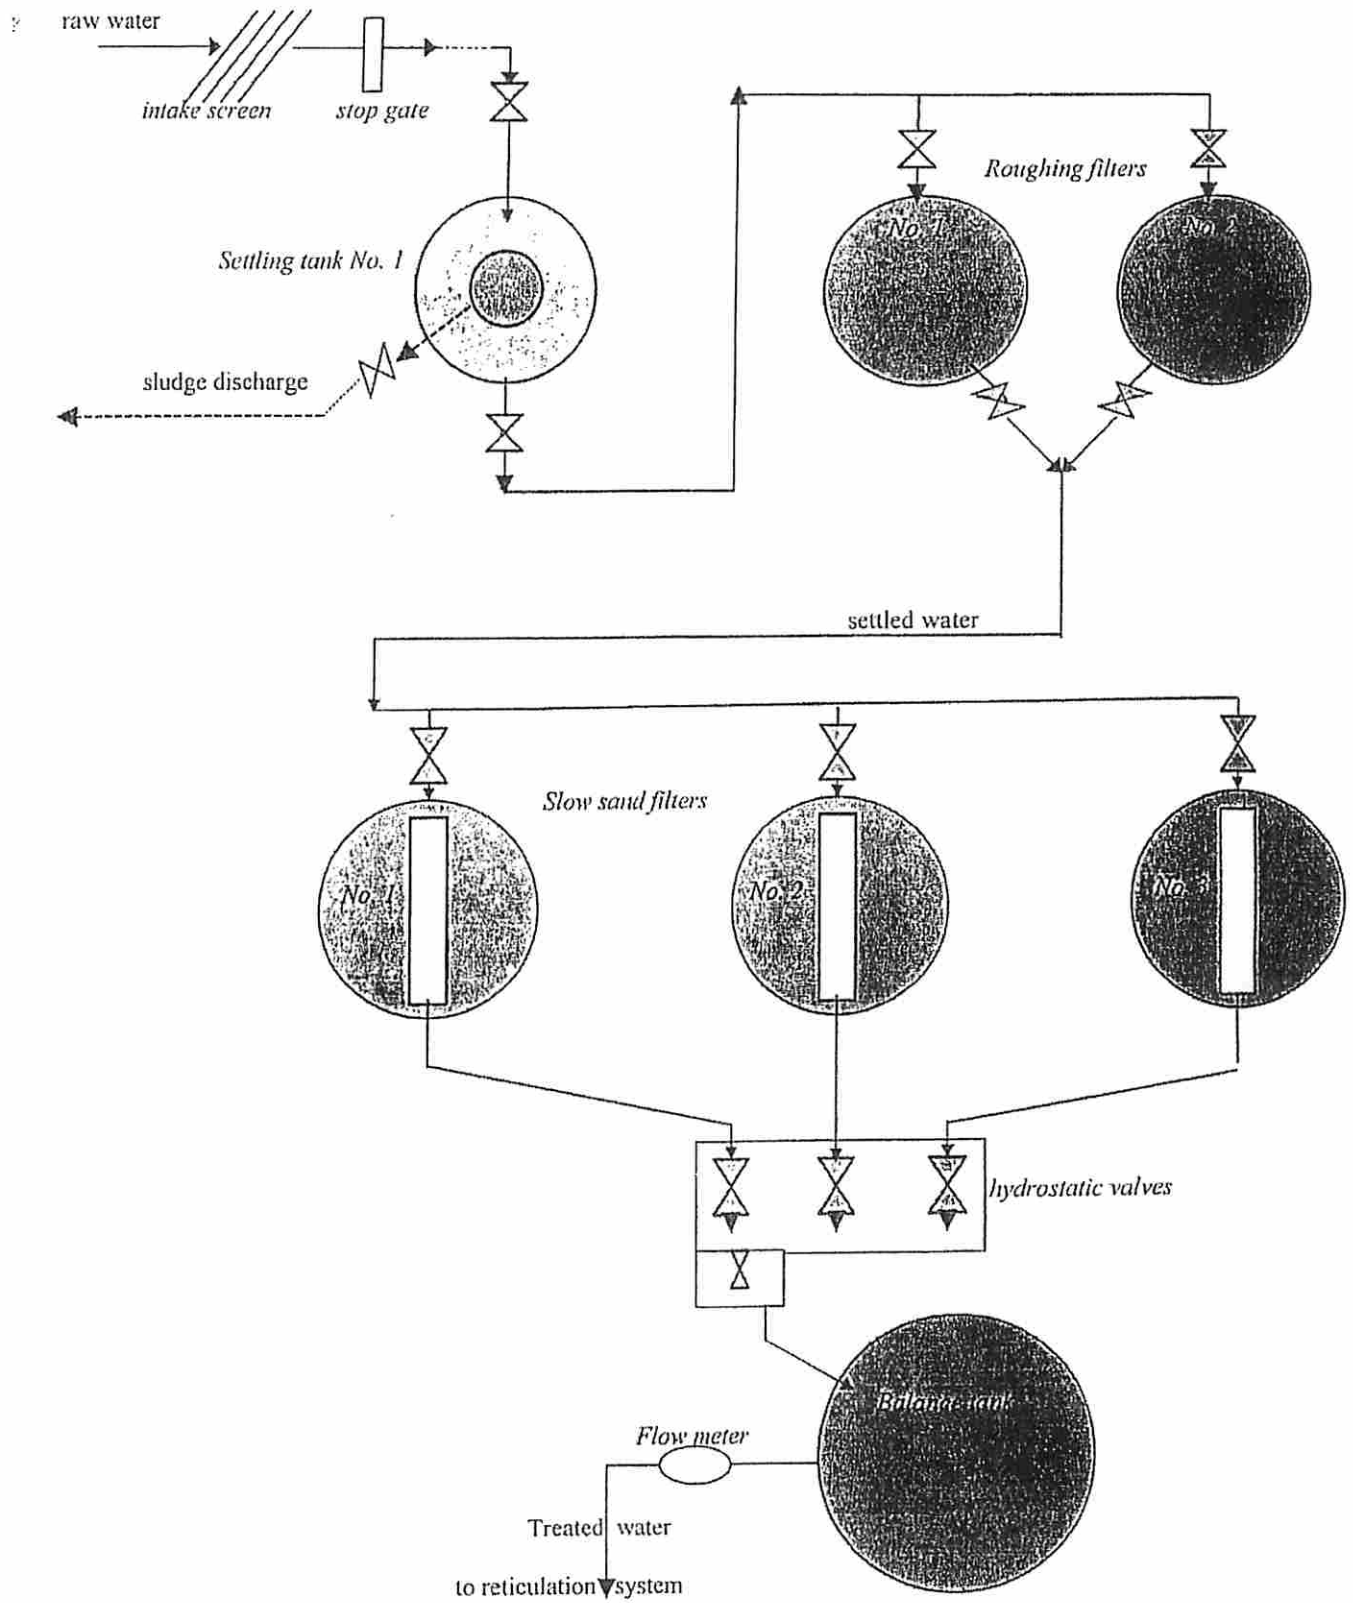 raw water
intake screen
stop gate
Roughing filters
No. 1
No. 2
Settling tank No. 1
sludge discharge
settled water
Slow sand filters
No. 1
No. 2
No. 3
hydrostatic valves
Balance tank
Flow meter
Treated water
to reticulation system